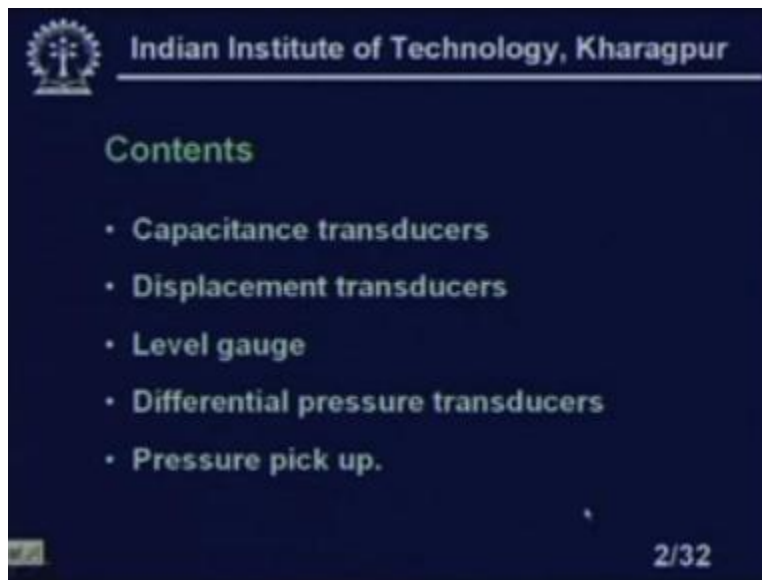 Indian Institute of Technology, Kharagpur
Contents
• Capacitance transducers
• Displacement transducers
• Level gauge
• Differential pressure transducers
• Pressure pick up.
2/32